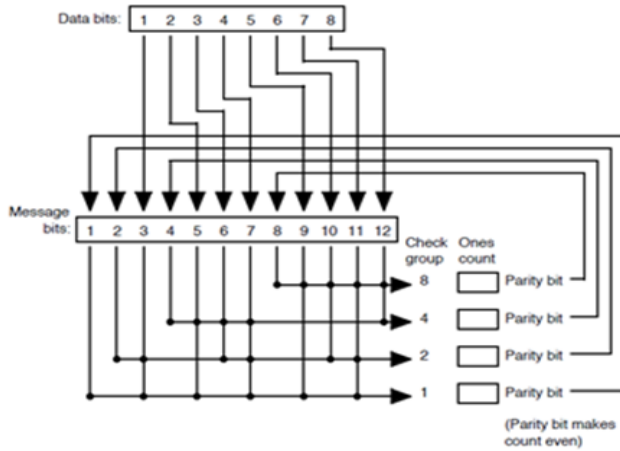 Data bits: 1 2 3 4 5 6 7 8
Message
bits: 1 2 3 4 5 6 7 8 9 10 11 12
Check Ones
group count
8 Parity bit
4 Parity bit
2 Parity bit
1 Parity bit
(Parity bit makes
count even)